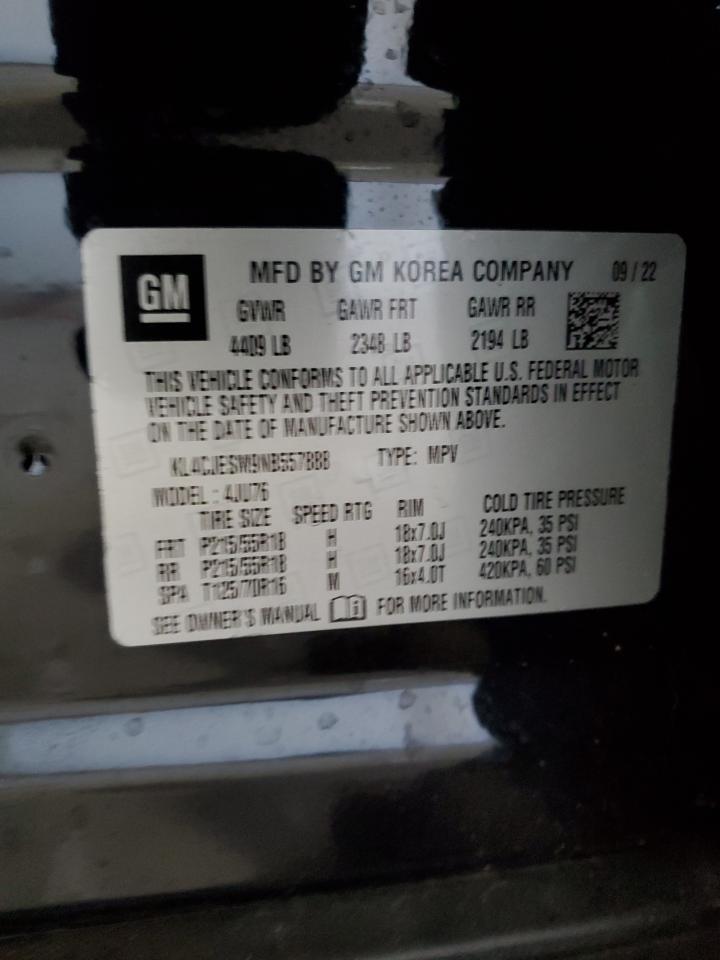 GM MFD BY GM KOREA COMPANY 09/22
GVWR GAWR FRT GAWR RR
4409 LB 2348 LB 2194 LB
THIS VEHICLE CONFORMS TO ALL APPLICABLE U.S. FEDERAL MOTOR
VEHICLE SAFETY AND THEFT PREVENTION STANDARDS IN EFFECT
ON THE DATE OF MANUFACTURE SHOWN ABOVE.
TYPE: MPV
MODEL: 4JU76
TIRE SIZE SPEED RTG RIM COLD TIRE PRESSURE
FRT P215/55R18 H 18x7.0J 240KPA, 35 PSI
RR P215/55R18 H 18x7.0J 240KPA, 35 PSI
SPA T125/70R16 M 16x4.0T 420KPA, 60 PSI
SEE OWNER'S MANUAL FOR MORE INFORMATION.